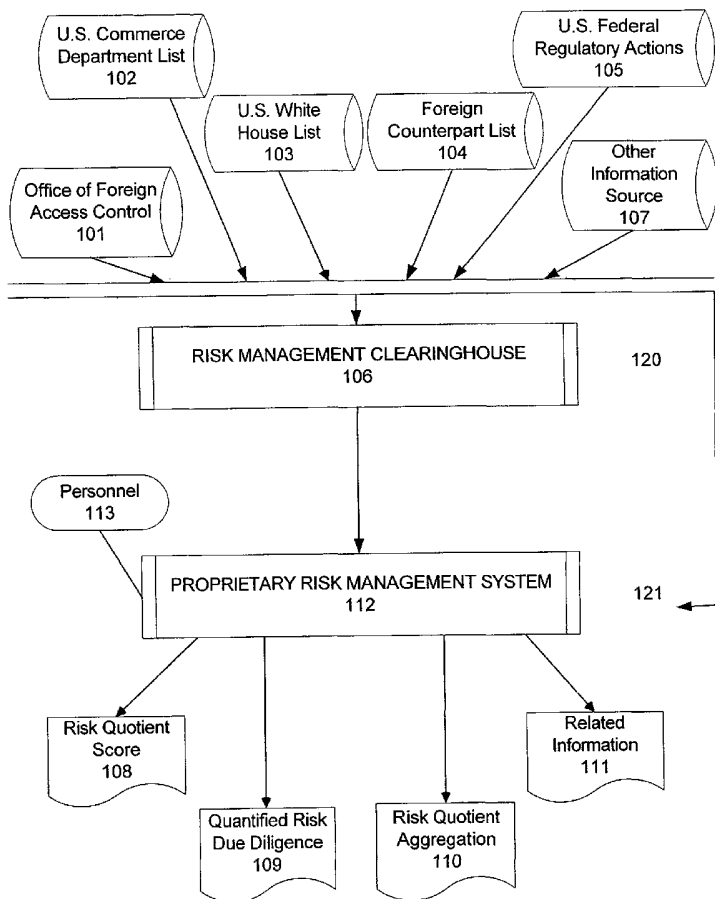 U.S. Commerce
Department List
102
U.S. Federal
Regulatory Actions
105
U.S. White
House List
103
Foreign
Counterpart List
104
Other
Information
Source
107
Office of Foreign
Access Control
101
RISK MANAGEMENT CLEARINGHOUSE
106
120
Personnel
113
PROPRIETARY RISK MANAGEMENT SYSTEM
112
121
Risk Quotient
Score
108
Related
Information
111
Quantified Risk
Due Diligence
109
Risk Quotient
Aggregation
110